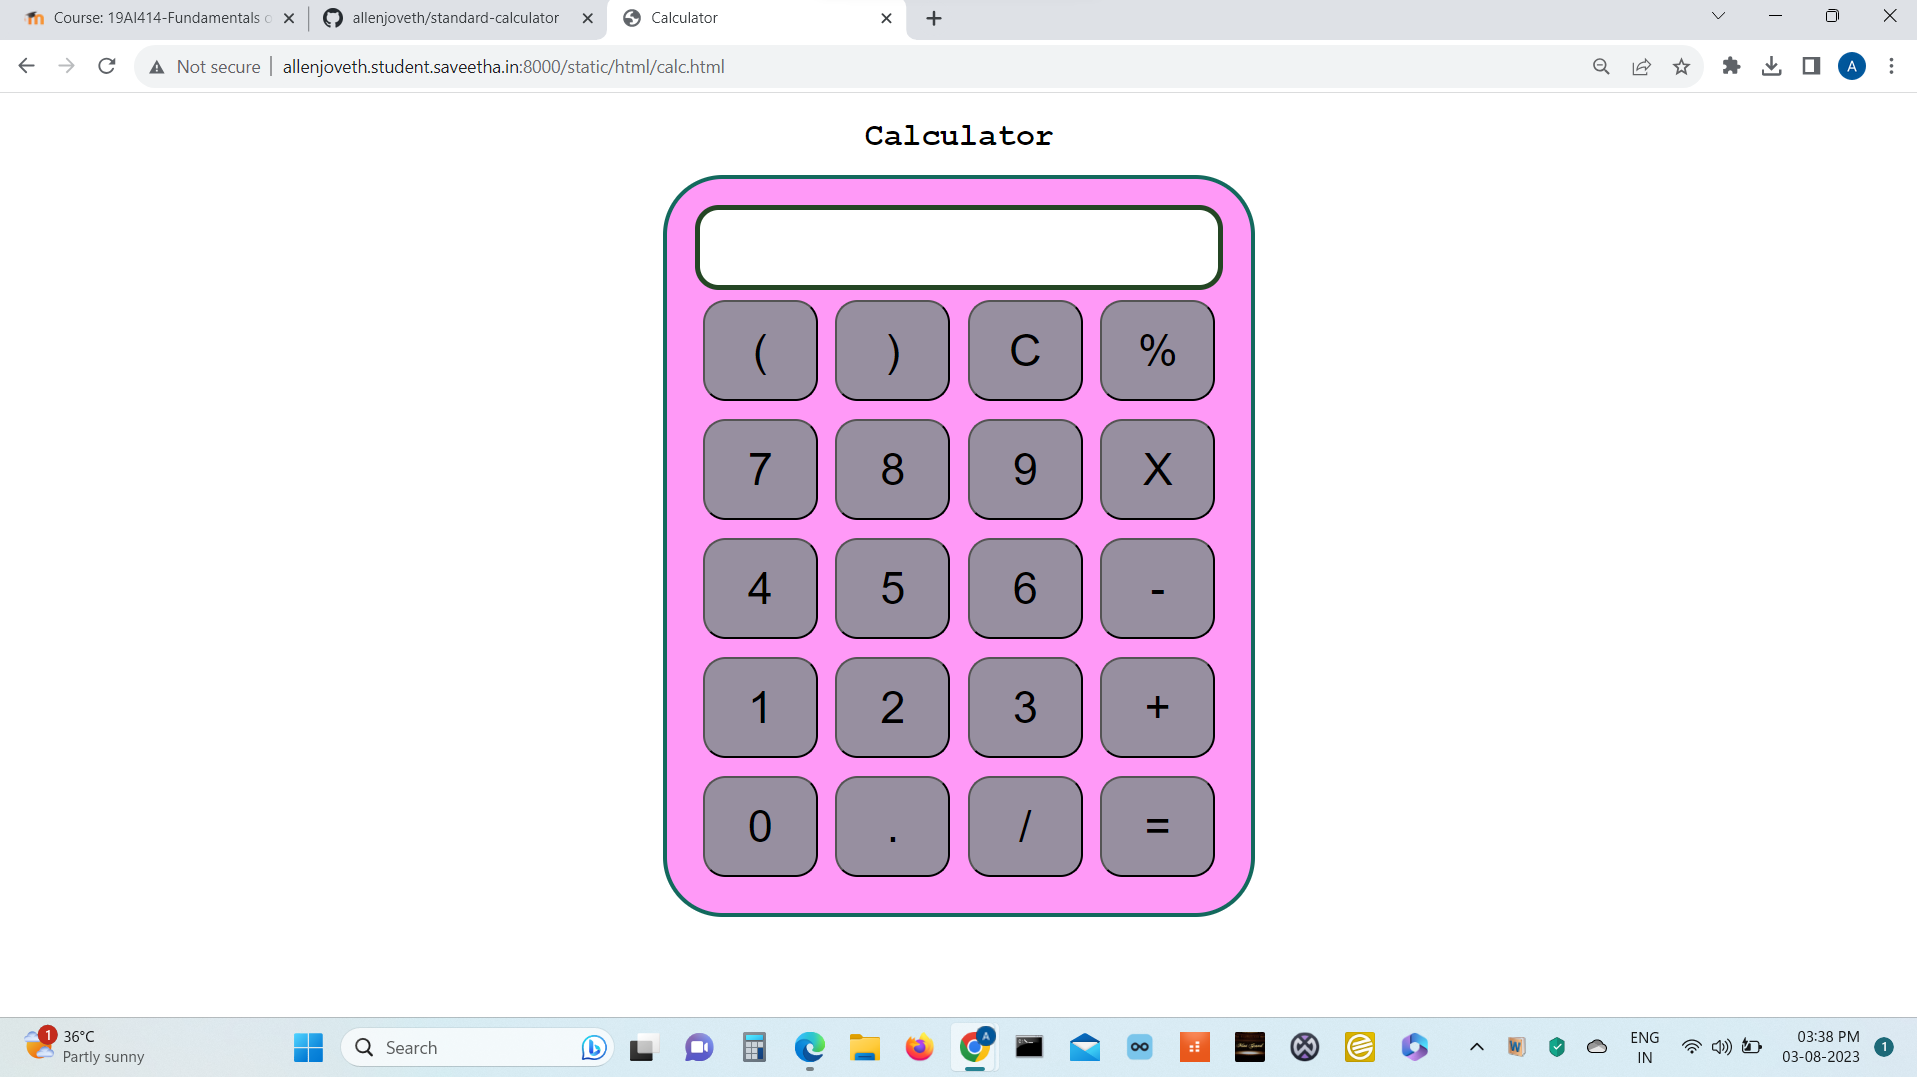 Course: 19AI414-Fundamentals o
allenjoveth/standard-calculator
Calculator
Not secure
allenjoveth.student.saveetha.in:8000/static/html/calc.html
A
Calculator
( ) C %
7 8 9 X
4 5 6 -
1 2 3 +
0 . / =
1
36°C
Partly sunny
Search
A
W
ENG
IN
03:38 PM
03-08-2023
1